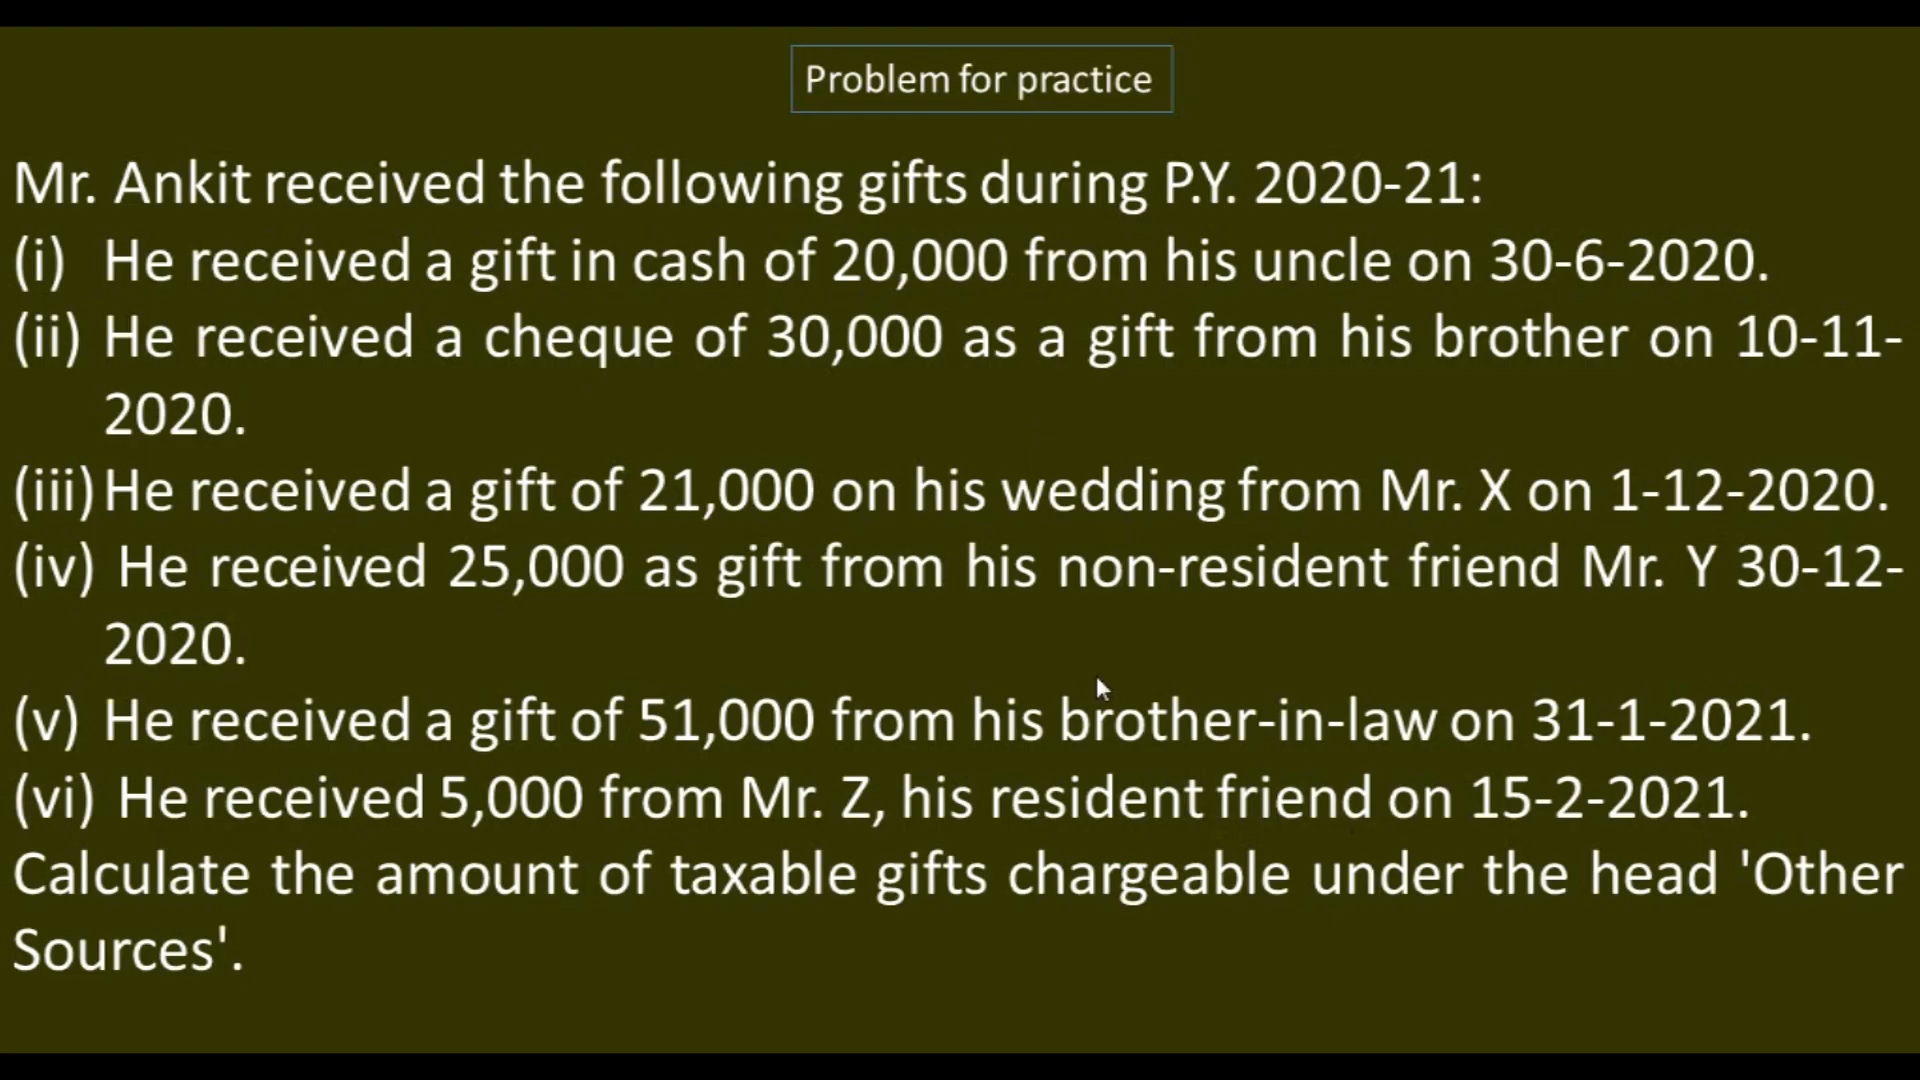 Problem for practice
Mr. Ankit received the following gifts during P.Y. 2020-21:
(i) He received a gift in cash of 20,000 from his uncle on 30-6-2020.
(ii) He received a cheque of 30,000 as a gift from his brother on 10-11-
2020.
(iii) He received a gift of 21,000 on his wedding from Mr. X on 1-12-2020.
(iv) He received 25,000 as gift from his non-resident friend Mr. Y 30-12-
2020.
(v) He received a gift of 51,000 from his brother-in-law on 31-1-2021.
(vi) He received 5,000 from Mr. Z, his resident friend on 15-2-2021.
Calculate the amount of taxable gifts chargeable under the head 'Other
Sources'.